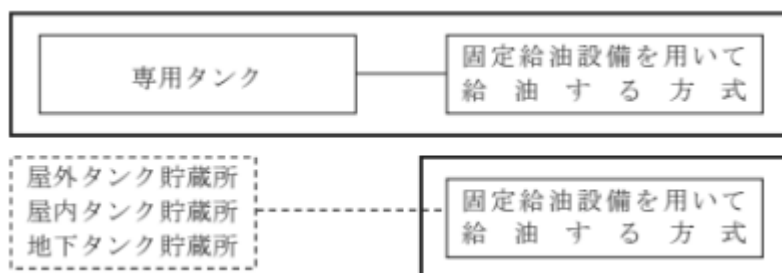 専用タンク
固定給油設備を用いて
給油する方式
屋外タンク貯蔵所
屋内タンク貯蔵所
地下タンク貯蔵所
固定給油設備を用いて
給油する方式